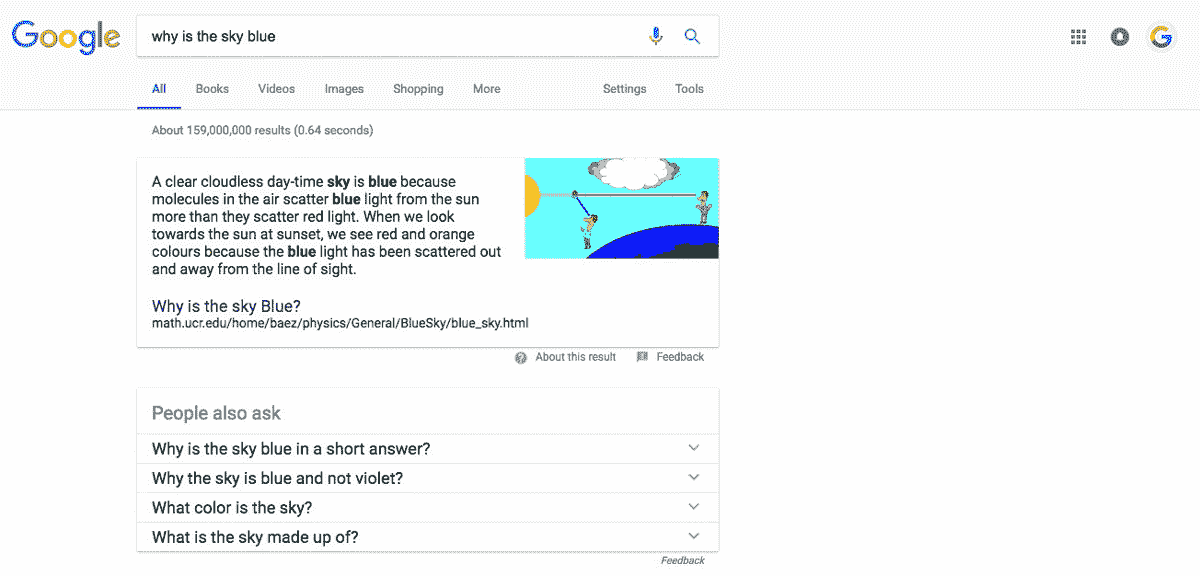 Google
why is the sky blue
All Books Videos Images Shopping More Settings Tools
About 159,000,000 results (0.64 seconds)
A clear cloudless day-time sky is blue because
molecules in the air scatter blue light from the sun
more than they scatter red light. When we look
towards the sun at sunset, we see red and orange
colours because the blue light has been scattered out
and away from the line of sight.
Why is the sky Blue?
math.ucr.edu/home/baez/physics/General/BlueSky/blue_sky.html
About this result Feedback
People also ask
Why is the sky blue in a short answer?
Why the sky is blue and not violet?
What color is the sky?
What is the sky made up of?
Feedback